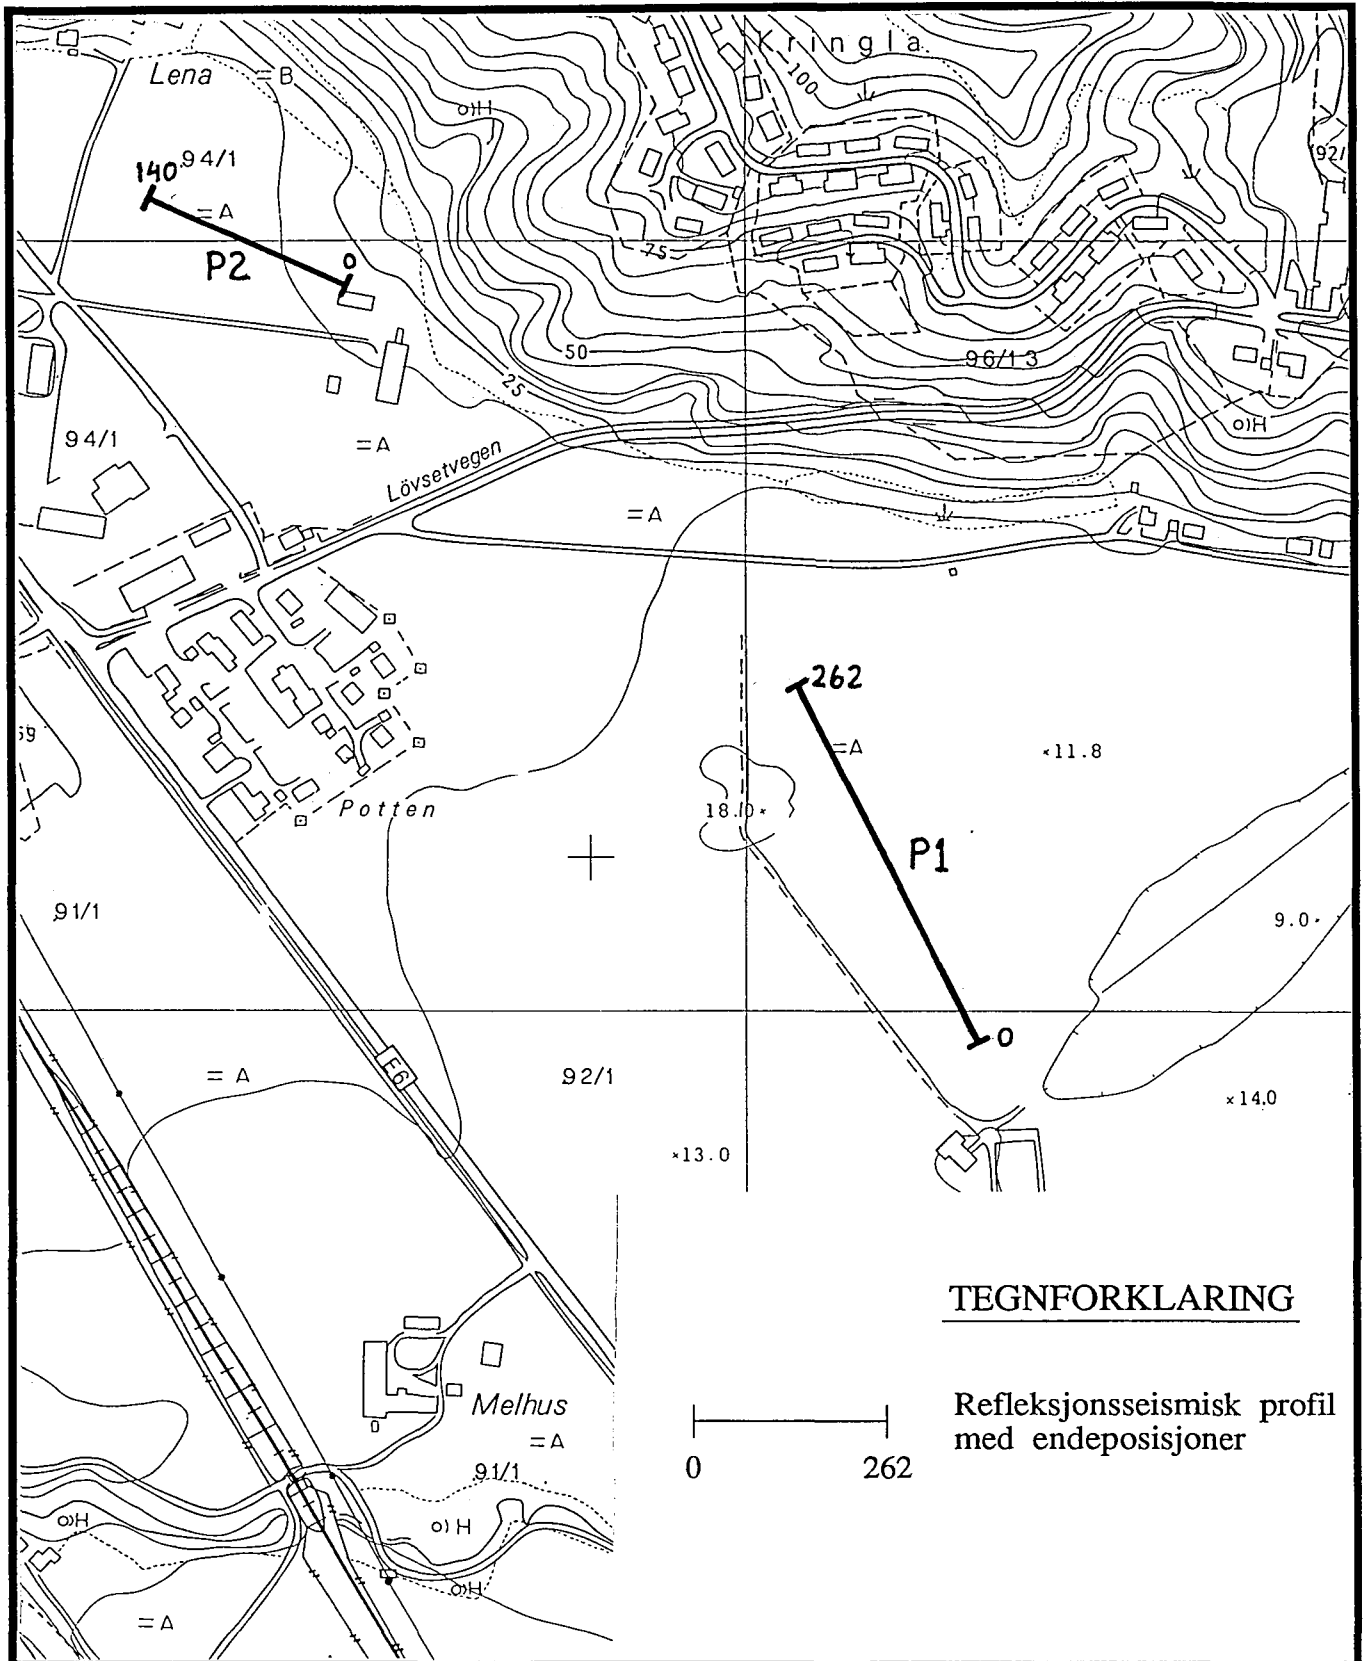 Kringla
Lena
= B
o)H
100
94/1
92/
140
= A
75
P2
0
50
96/13
25
o)H
94/1
= A
Lövsetvegen
= A
262
= A
×11.8
59
Potten
18.0×
P1
91/1
9.0
0
= A
E6
92/1
×14.0
×13.0
TEGNFORKLARING
Melhus
Refleksjonsseismisk profil
med endeposisjoner
= A
0 262
91/1
o)H
o) H
o)H
= A